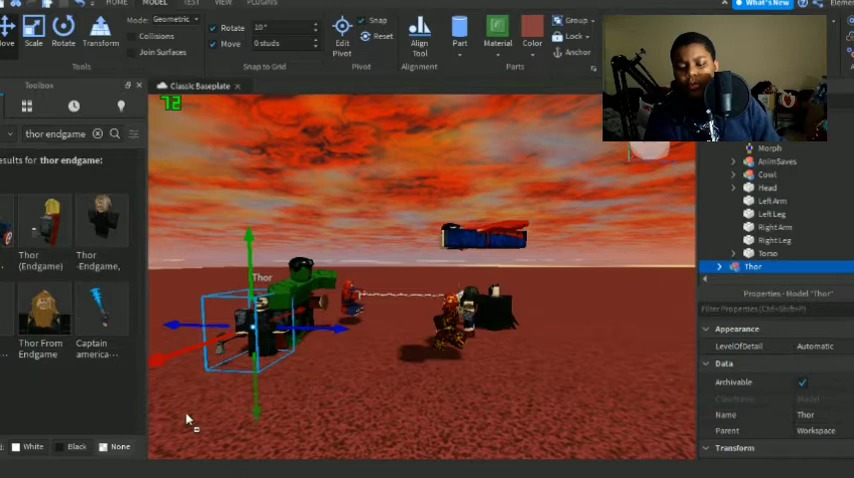 HOME
MODEL
TEST
VIEW
PLUGINS
What's New
Move
Scale
Rotate
Transform
Mode: Geometric
Collisions
Join Surfaces
Tools
Rotate 10°
Move 0 studs
Snap to Grid
Edit Pivot
Snap
Reset
Pivot
Align Tool
Alignment
Part
Material
Color
Group
Lock
Anchor
Parts
Toolbox
Classic Baseplate
72
thor endgame
results for thor endgame:
Thor (Endgame)
Thor -Endgame,
Thor From Endgame
Captain america...
White
Black
None
Thor
Morph
AnimSaves
Cowl
Head
Left Arm
Left Leg
Right Arm
Right Leg
Torso
Thor
Properties - Model "Thor"
Filter Properties (Ctrl+Shift+P)
Appearance
LevelOfDetail Automatic
Data
Archivable
Name Thor
Parent Workspace
Transform